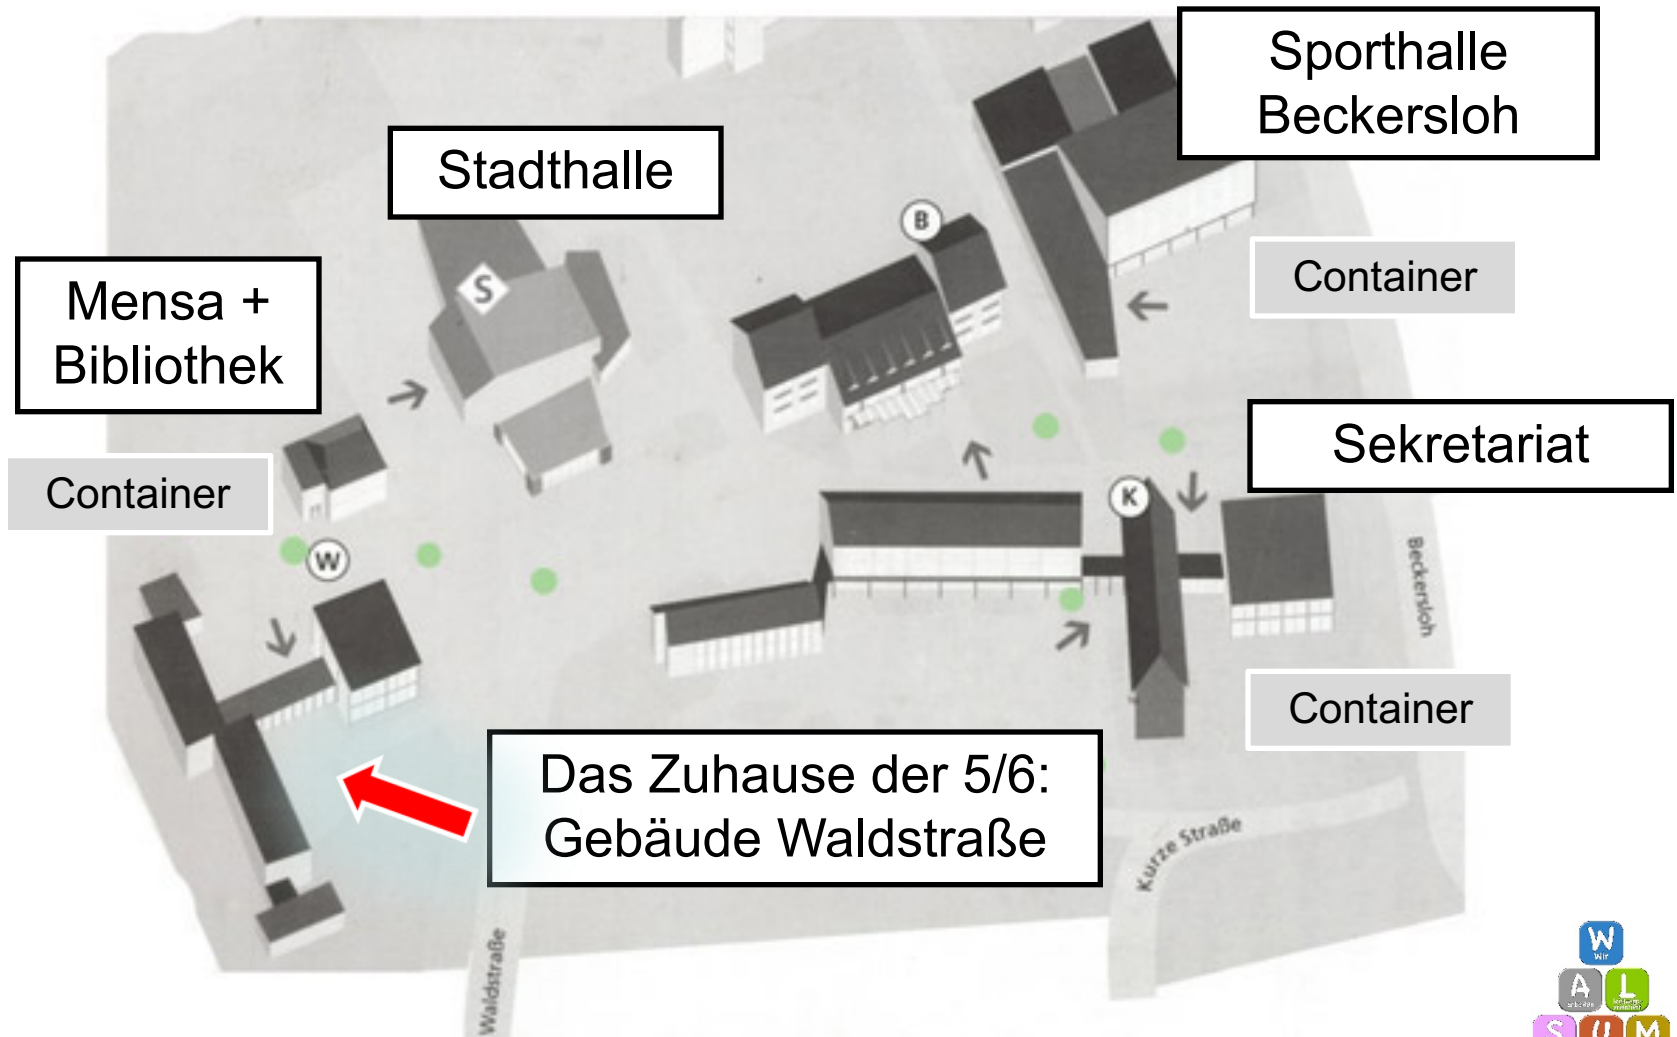 Sporthalle
Beckersloh
Stadthalle
B
Container
S
Mensa +
Bibliothek
Sekretariat
Container
K
W
Beckersloh
Container
Das Zuhause der 5/6:
Gebäude Waldstraße
Kurze Straße
Waldstraße
W
Wir
A L
S U M